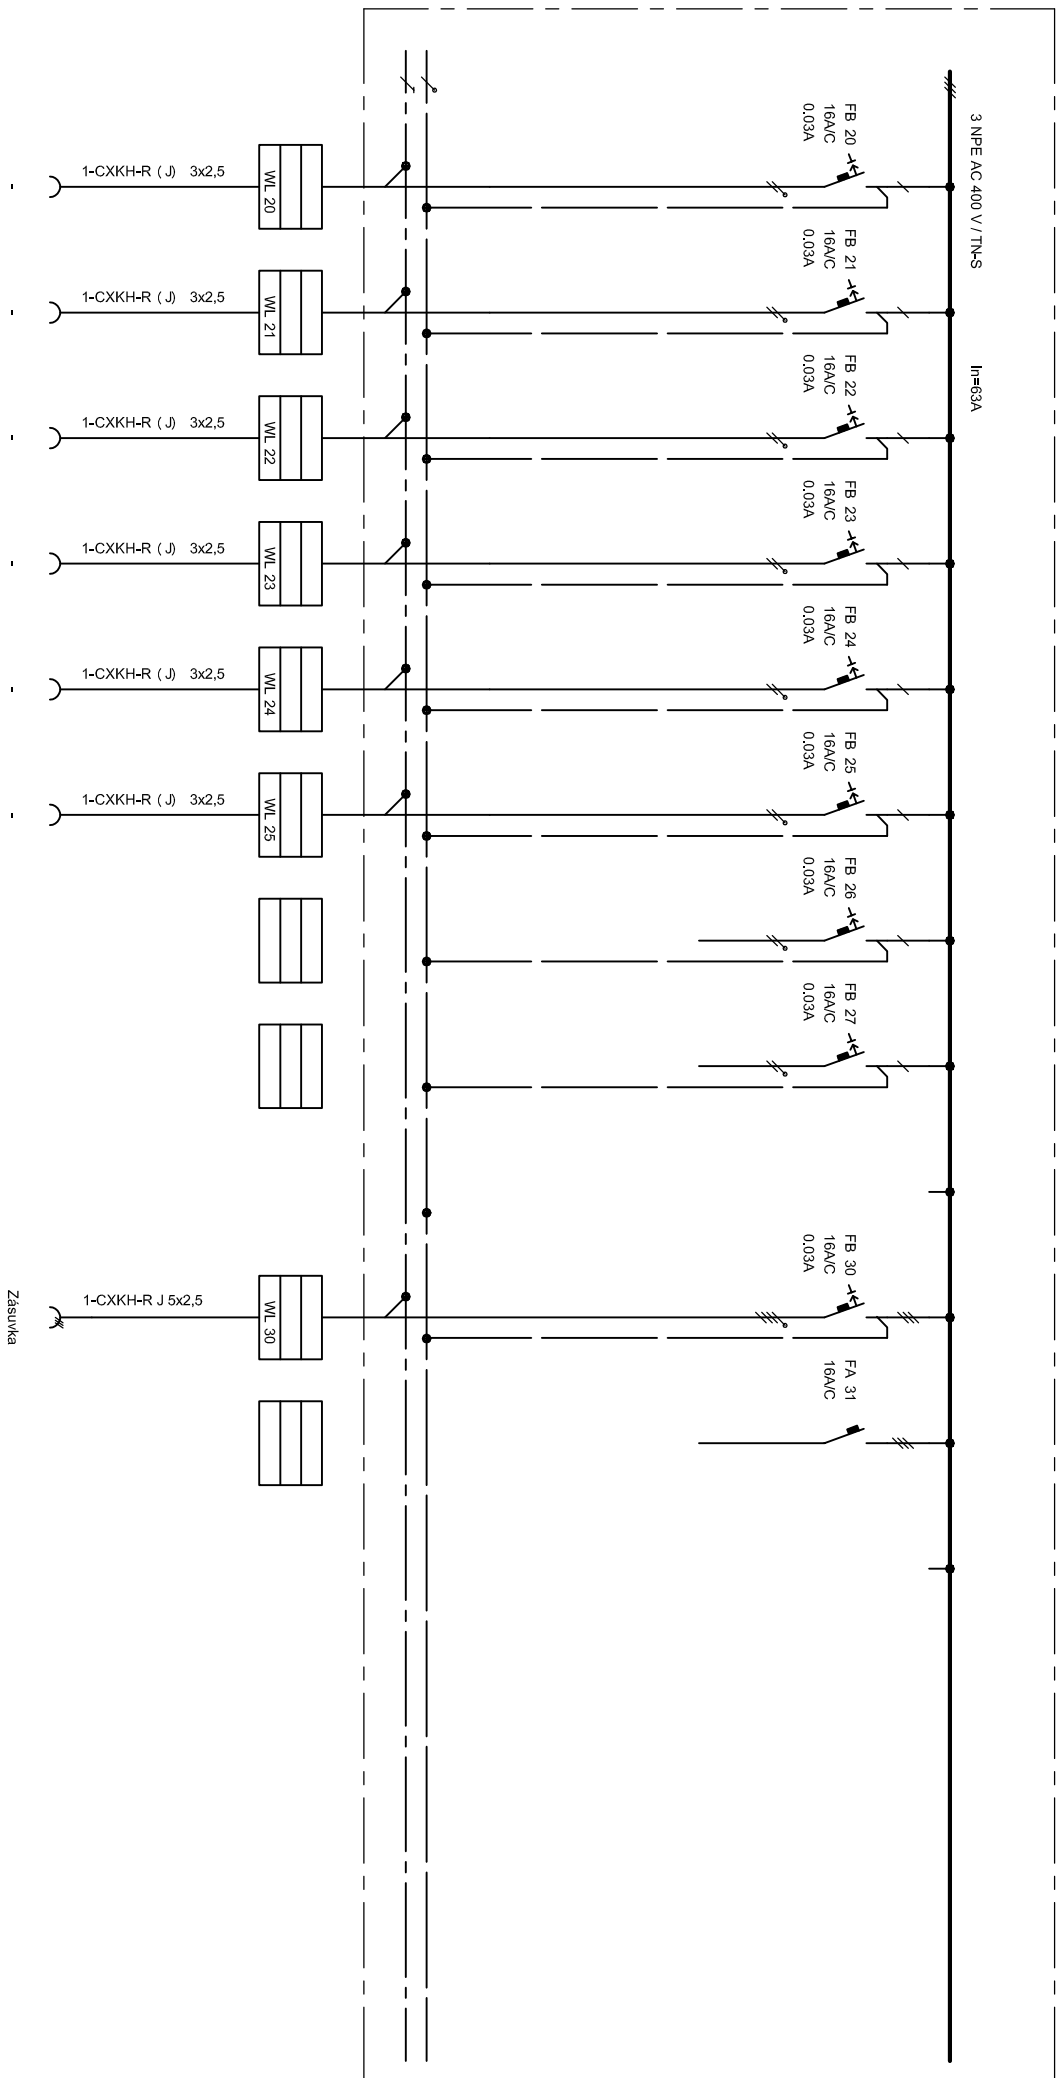 3 NPE AC 400 V / TN-S
In=63A
FB 20
16A/C
0.03A
FB 21
16A/C
0.03A
FB 22
16A/C
0.03A
FB 23
16A/C
0.03A
FB 24
16A/C
0.03A
FB 25
16A/C
0.03A
FB 26
16A/C
0.03A
FB 27
16A/C
0.03A
FB 30
16A/C
0.03A
FA 31
16A/C
WL 20
WL 21
WL 22
WL 23
WL 24
WL 25
WL 30
1-CXKH-R ( J) 3x2,5
1-CXKH-R ( J) 3x2,5
1-CXKH-R ( J) 3x2,5
1-CXKH-R ( J) 3x2,5
1-CXKH-R ( J) 3x2,5
1-CXKH-R ( J) 3x2,5
1-CXKH-R J 5x2,5
-
-
-
-
-
-
Zásuvka